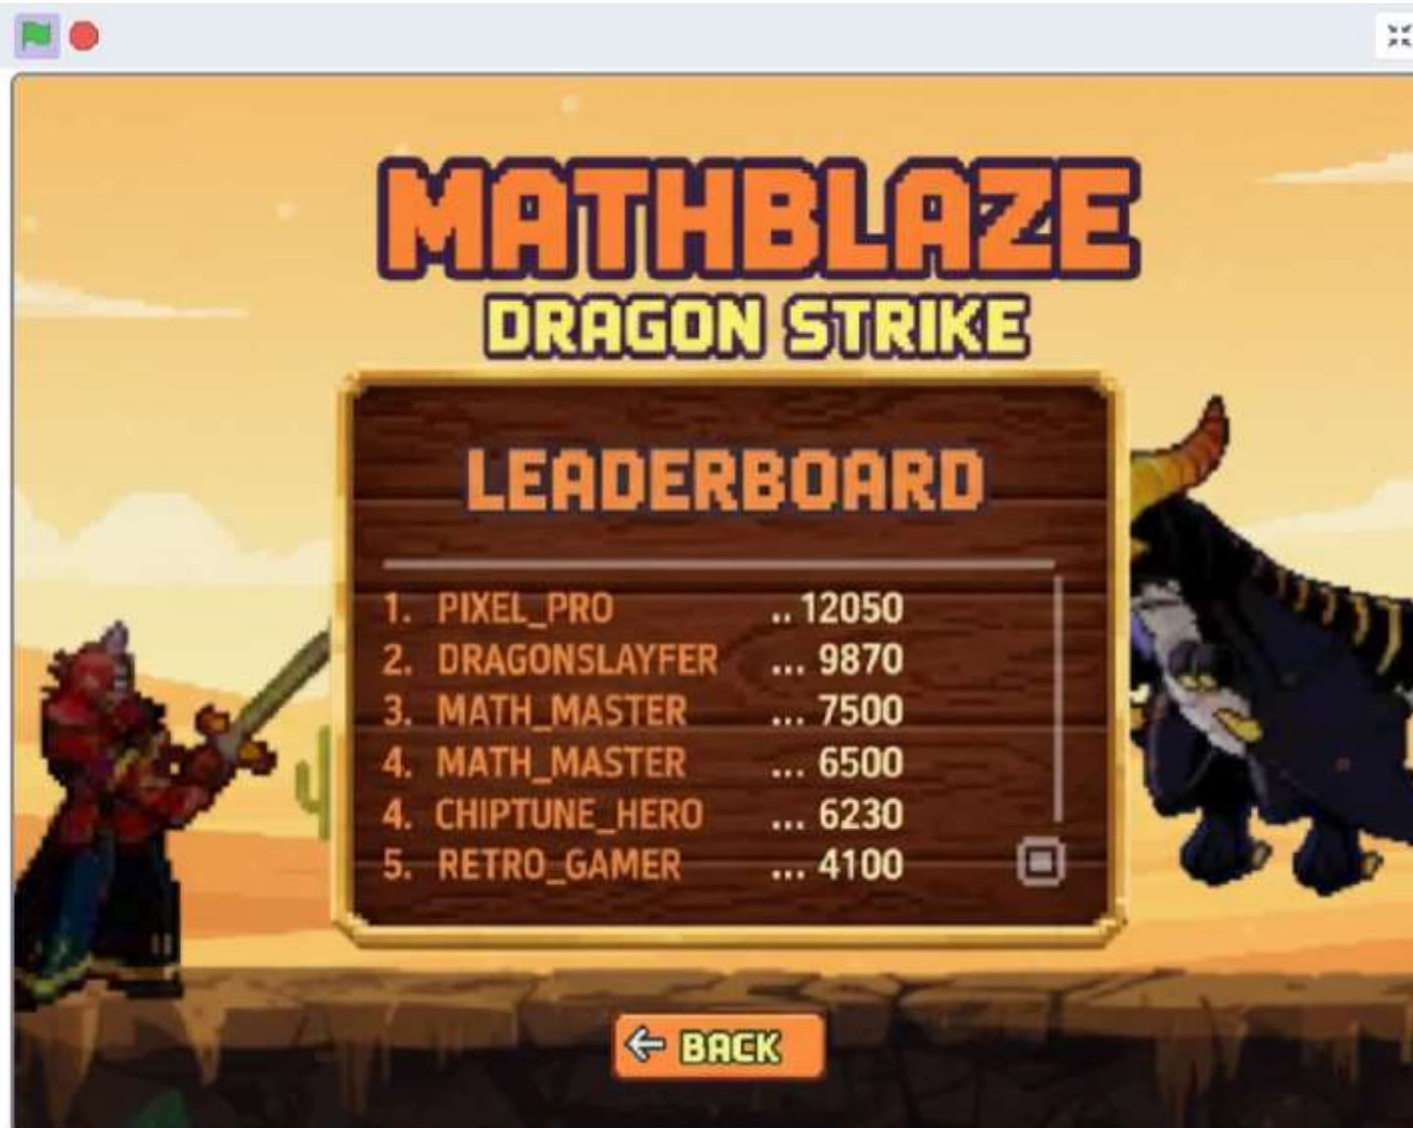 MATHBLAZE
DRAGON STRIKE
LEADERBOARD
1. PIXEL_PRO .. 12050
2. DRAGONSLAYFER ... 9870
3. MATH_MASTER ... 7500
4. MATH_MASTER ... 6500
4. CHIPTUNE_HERO ... 6230
5. RETRO_GAMER ... 4100
← BACK